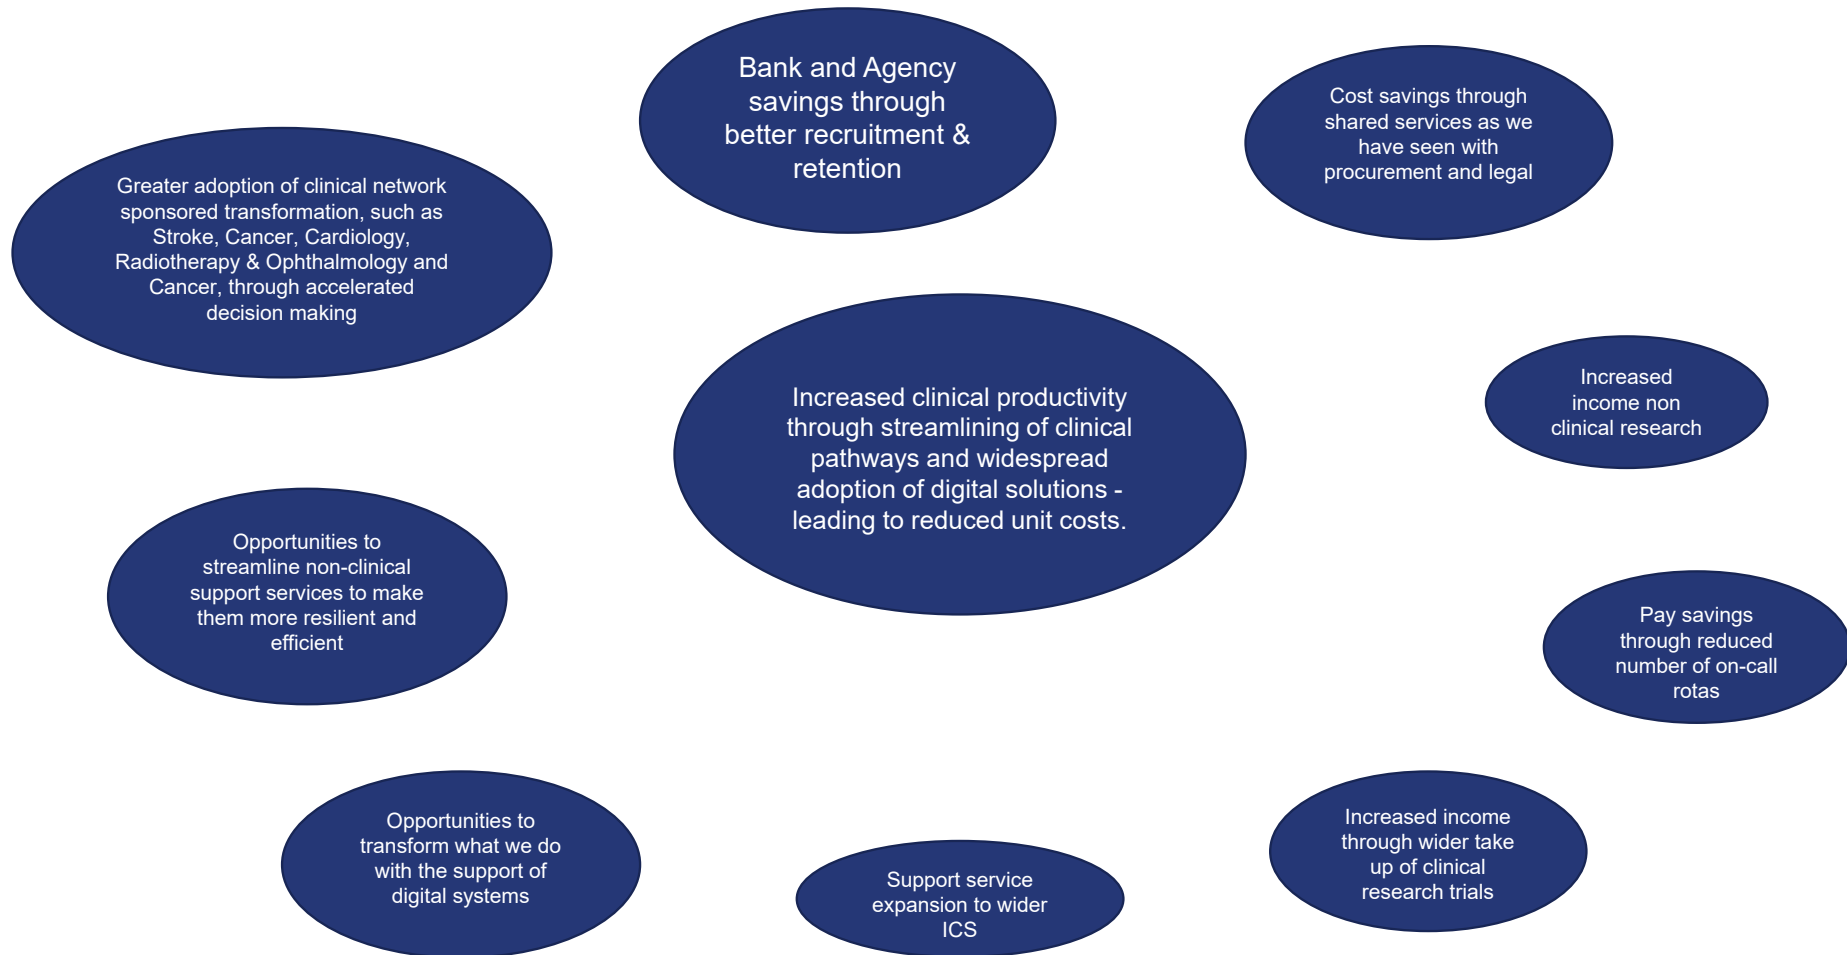 Bank and Agency
savings through
better recruitment &
retention
Cost savings through
shared services as we
have seen with
procurement and legal
Greater adoption of clinical network
sponsored transformation, such as
Stroke, Cancer, Cardiology,
Radiotherapy & Ophthalmology and
Cancer, through accelerated
decision making
Increased clinical productivity
through streamlining of clinical
pathways and widespread
adoption of digital solutions -
leading to reduced unit costs.
Increased
income non
clinical research
Opportunities to
streamline non-clinical
support services to make
them more resilient and
efficient
Pay savings
through reduced
number of on-call
rotas
Opportunities to
transform what we do
with the support of
digital systems
Support service
expansion to wider
ICS
Increased income
through wider take
up of clinical
research trials